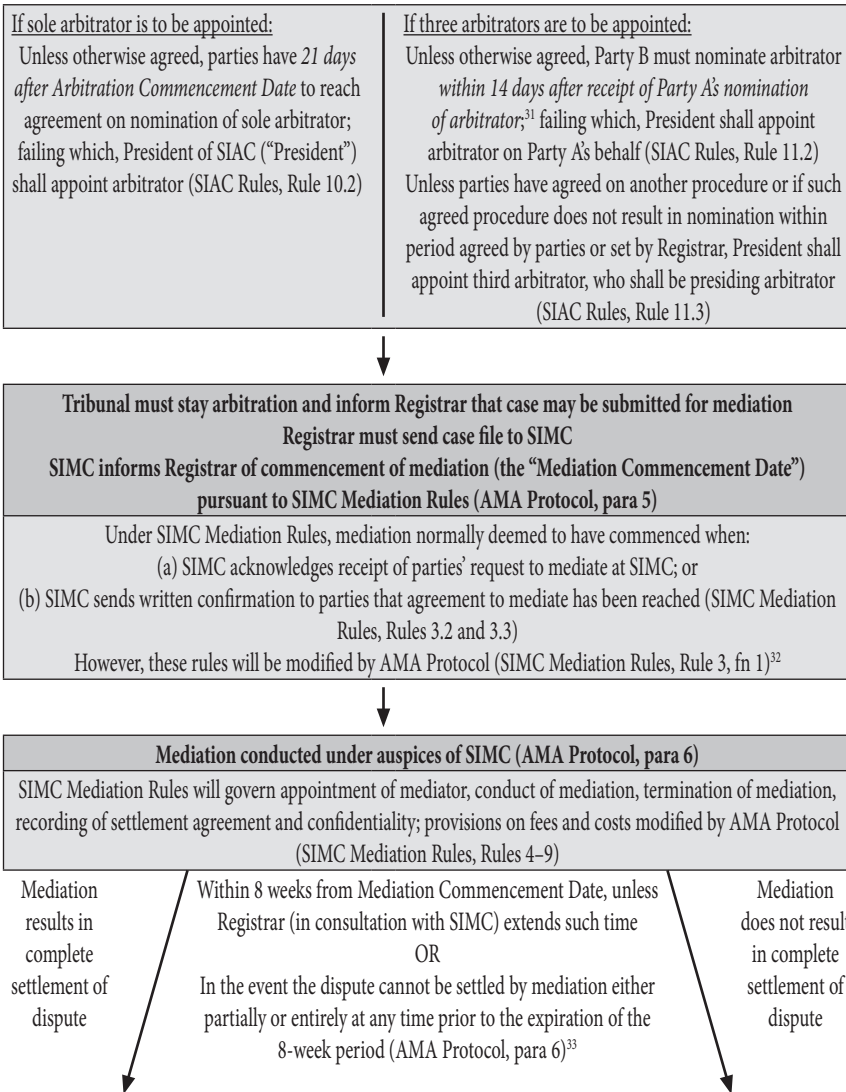 If sole arbitrator is to be appointed:
Unless otherwise agreed, parties have 21 days
after Arbitration Commencement Date to reach
agreement on nomination of sole arbitrator;
failing which, President of SIAC (“President”)
shall appoint arbitrator (SIAC Rules, Rule 10.2)
If three arbitrators are to be appointed:
Unless otherwise agreed, Party B must nominate arbitrator
within 14 days after receipt of Party A’s nomination
of arbitrator;31 failing which, President shall appoint
arbitrator on Party A’s behalf (SIAC Rules, Rule 11.2)
Unless parties have agreed on another procedure or if such
agreed procedure does not result in nomination within
period agreed by parties or set by Registrar, President shall
appoint third arbitrator, who shall be presiding arbitrator
(SIAC Rules, Rule 11.3)
Tribunal must stay arbitration and inform Registrar that case may be submitted for mediation
Registrar must send case file to SIMC
SIMC informs Registrar of commencement of mediation (the “Mediation Commencement Date”)
pursuant to SIMC Mediation Rules (AMA Protocol, para 5)
Under SIMC Mediation Rules, mediation normally deemed to have commenced when:
(a) SIMC acknowledges receipt of parties’ request to mediate at SIMC; or
(b) SIMC sends written confirmation to parties that agreement to mediate has been reached (SIMC Mediation
Rules, Rules 3.2 and 3.3)
However, these rules will be modified by AMA Protocol (SIMC Mediation Rules, Rule 3, fn 1)32
Mediation conducted under auspices of SIMC (AMA Protocol, para 6)
SIMC Mediation Rules will govern appointment of mediator, conduct of mediation, termination of mediation,
recording of settlement agreement and confidentiality; provisions on fees and costs modified by AMA Protocol
(SIMC Mediation Rules, Rules 4–9)
Mediation
results in
complete
settlement of
dispute
Within 8 weeks from Mediation Commencement Date, unless
Registrar (in consultation with SIMC) extends such time
OR
In the event the dispute cannot be settled by mediation either
partially or entirely at any time prior to the expiration of the
8-week period (AMA Protocol, para 6)33
Mediation
does not result
in complete
settlement of
dispute